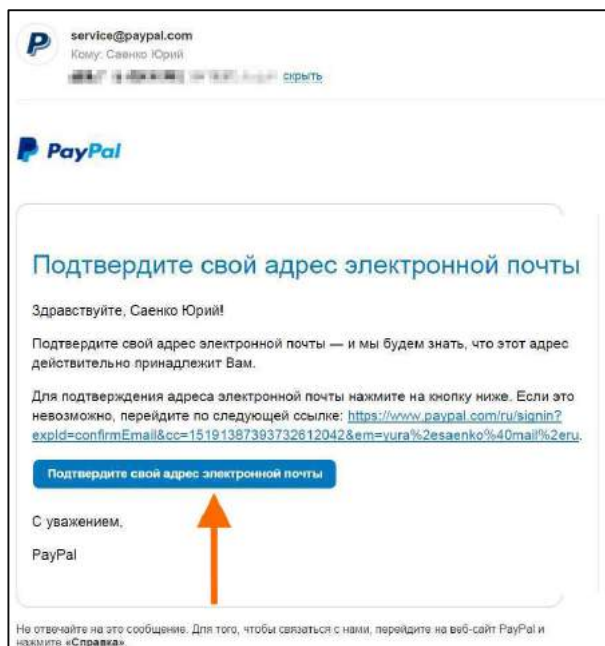 service@paypal.com
Кому: Саенко Юрий
скрыть
PayPal
Подтвердите свой адрес электронной почты
Здравствуйте, Саенко Юрий!
Подтвердите свой адрес электронной почты — и мы будем знать, что этот адрес
действительно принадлежит Вам.
Для подтверждения адреса электронной почты нажмите на кнопку ниже. Если это
невозможно, перейдите по следующей ссылке: https://www.paypal.com/ru/signin?
expId=confirmEmail&cc=15191387393732612042&em=yura%2esaenko%40mail%2eru.
Подтвердите свой адрес электронной почты
С уважением,
PayPal
Не отвечайте на это сообщение. Для того, чтобы связаться с нами, перейдите на веб-сайт PayPal и
нажмите «Справка».